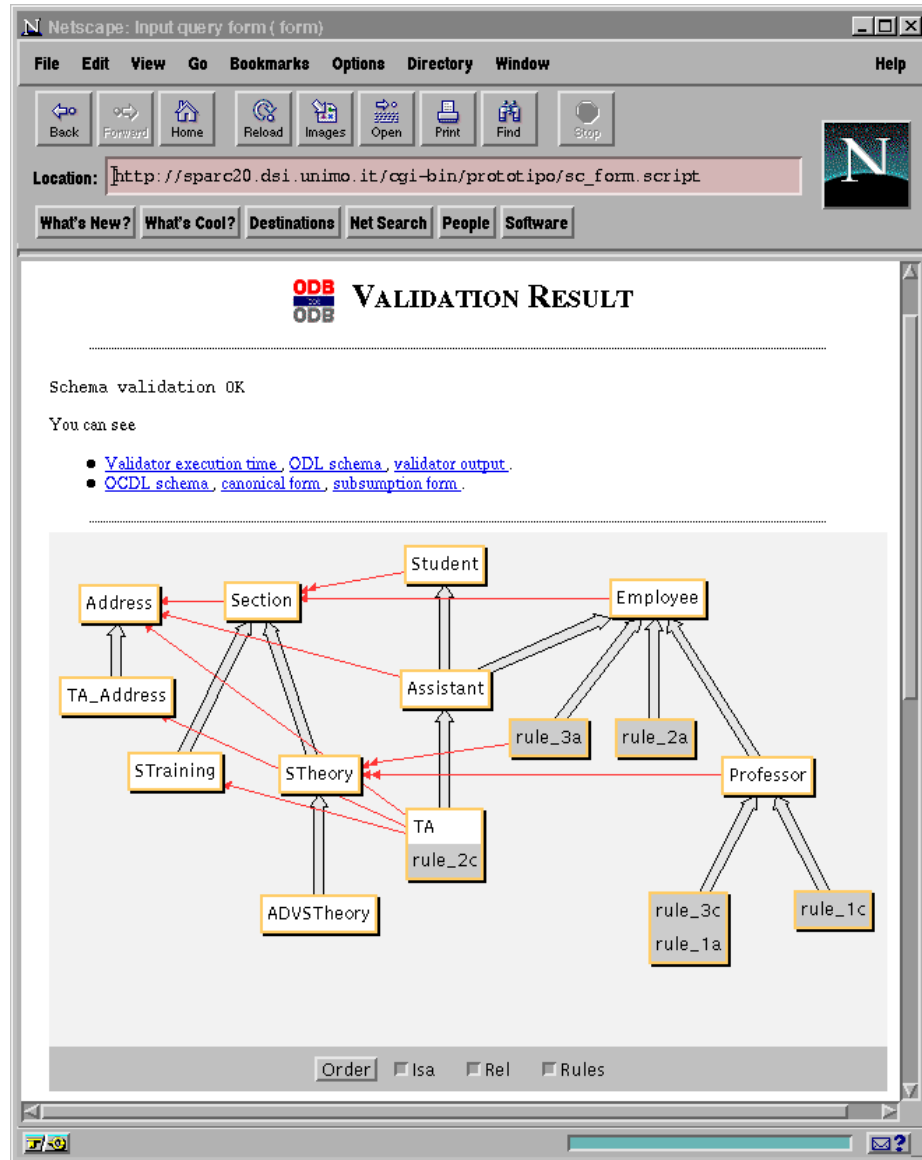 Netscape: Input query form ( form)
File Edit View Go Bookmarks Options Directory Window Help
Back Forward Home Reload Images Open Print Find Stop
N
Location: http://sparc20.dsi.unimo.it/cgi-bin/prototipo/sc_form.script
What's New? What's Cool? Destinations Net Search People Software
ODB
ODB
VALIDATION RESULT
Schema validation OK
You can see
Validator execution time , ODL schema , validator output .
OCDL schema , canonical form , subsumption form .
Student
Address Section Employee
TA_Address Assistant
rule_3a rule_2a
STraining STheory Professor
TA
rule_2c
ADVSTheory rule_3c rule_1c
rule_1a
Order Isa Rel Rules